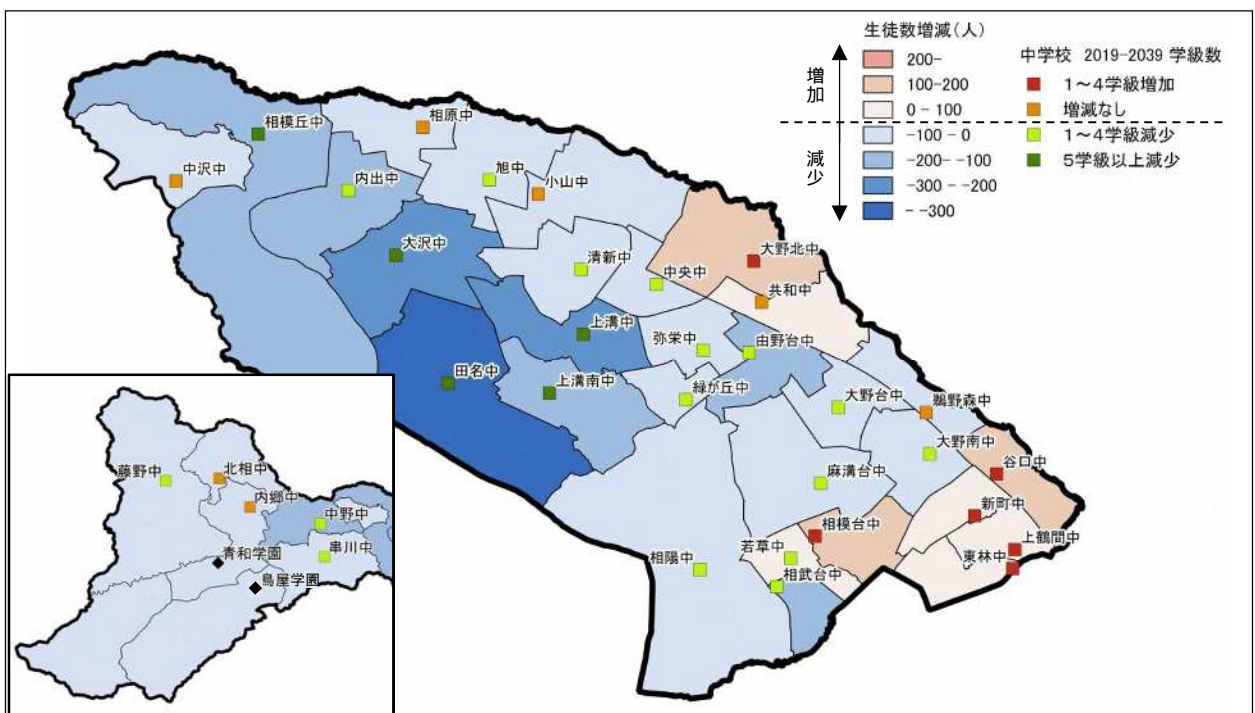 生徒数増減(人)
200-
100-200
0-100
-100-0
-200--100
-300--200
--300
増加
減少
中学校 2019-2039 学級数
1~4学級増加
増減なし
1~4学級減少
5学級以上減少
相模丘中
相原中
中沢中
内出中
旭中
小山中
大沢中
清新中
中央中
大野北中
共和中
上溝中
弥栄中
由野台中
田名中
上溝南中
緑が丘中
大野台中
鵜野森中
大野南中
谷口中
麻溝台中
新町中
相模台中
上鶴間中
東林中
若草中
相陽中
相武台中
藤野中
北相中
内郷中
中野中
青和学園
串川中
鳥屋学園